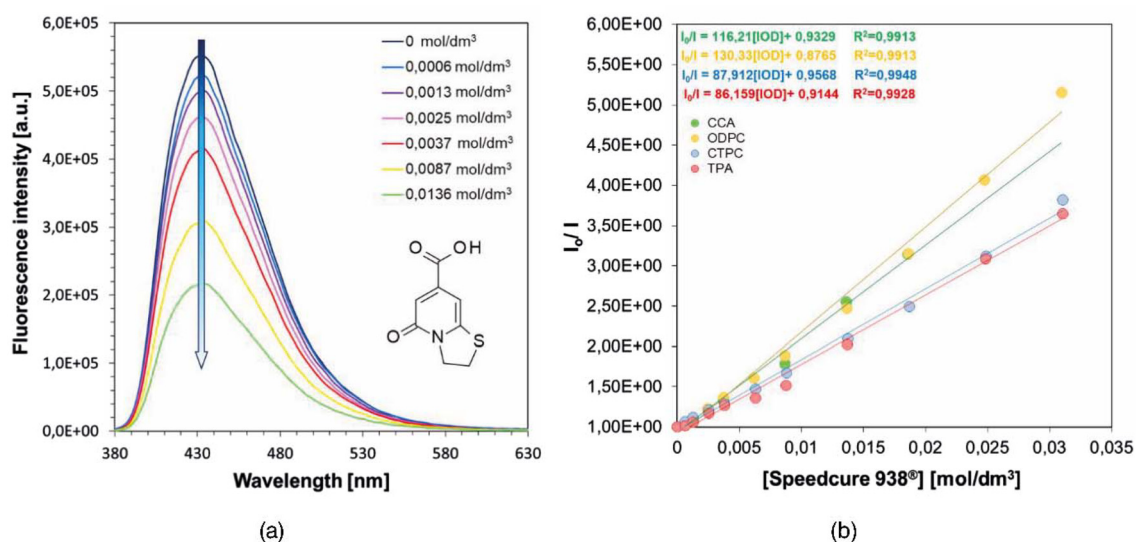 6,0E+05
5,0E+05
4,0E+05
3,0E+05
2,0E+05
1,0E+05
0,0E+00
Fluorescence intensity [a.u.]
0 mol/dm³
0,0006 mol/dm³
0,0013 mol/dm³
0,0025 mol/dm³
0,0037 mol/dm³
0,0087 mol/dm³
0,0136 mol/dm³
O
OH
O
N
S
380 430 480 530 580 630
Wavelength [nm]
(a)
6,00E+00
5,00E+00
4,00E+00
3,50E+00
3,00E+00
2,50E+00
2,00E+00
1,50E+00
1,00E+00
I₀/ I
I₀/I = 116,21[IOD]+ 0,9329 R²=0,9913
I₀/I = 130,33[IOD]+ 0,8765 R²=0,9913
I₀/I = 87,912[IOD]+ 0,9568 R²=0,9948
I₀/I = 86,159[IOD]+ 0,9144 R²=0,9928
CCA
ODPC
CTPC
TPA
0 0,005 0,01 0,015 0,02 0,025 0,03 0,035
[Speedcure 938®] [mol/dm³]
(b)